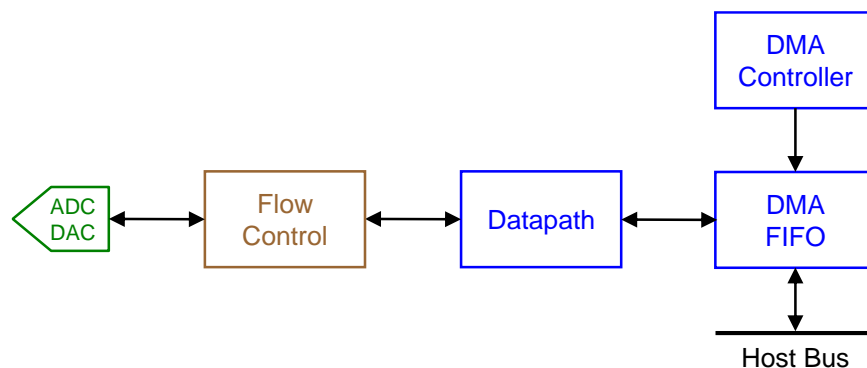 DMA
Controller
ADC
DAC
Flow
Control
Datapath
DMA
FIFO
Host Bus